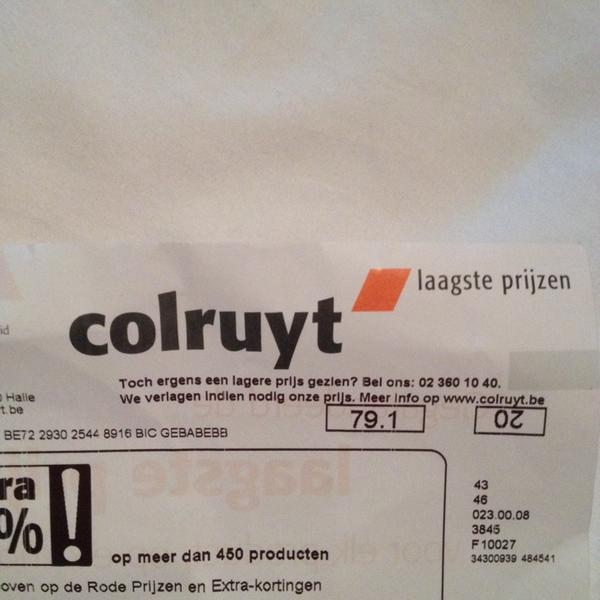 laagste prijzen
colruyt
Toch ergens een lagere prijs gezien? Bel ons: 02 360 10 40.
Halle
We verlagen indien nodig onze prijs. Meer info op www.colruyt.be
t.be
79.1
20
BE72 2930 2544 8916 BIC GEBABEBB
ra
%!
op meer dan 450 producten
oven op de Rode Prijzen en Extra-kortingen
43
46
023.00.08
3845
F10027
34300939 484541